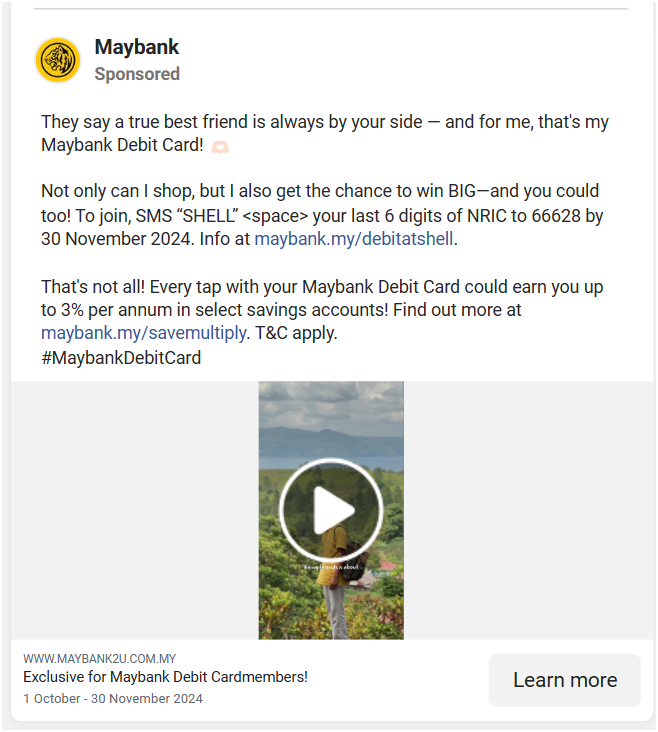 Maybank
Sponsored
They say a true best friend is always by your side — and for me, that's my
Maybank Debit Card! 🫶🏻
Not only can I shop, but I also get the chance to win BIG—and you could
too! To join, SMS “SHELL” <space> your last 6 digits of NRIC to 66628 by
30 November 2024. Info at maybank.my/debitatshell.
That's not all! Every tap with your Maybank Debit Card could earn you up
to 3% per annum in select savings accounts! Find out more at
maybank.my/savemultiply. T&C apply.
#MaybankDebitCard
Being friends is about
WWW.MAYBANK2U.COM.MY
Exclusive for Maybank Debit Cardmembers!
1 October - 30 November 2024
Learn more